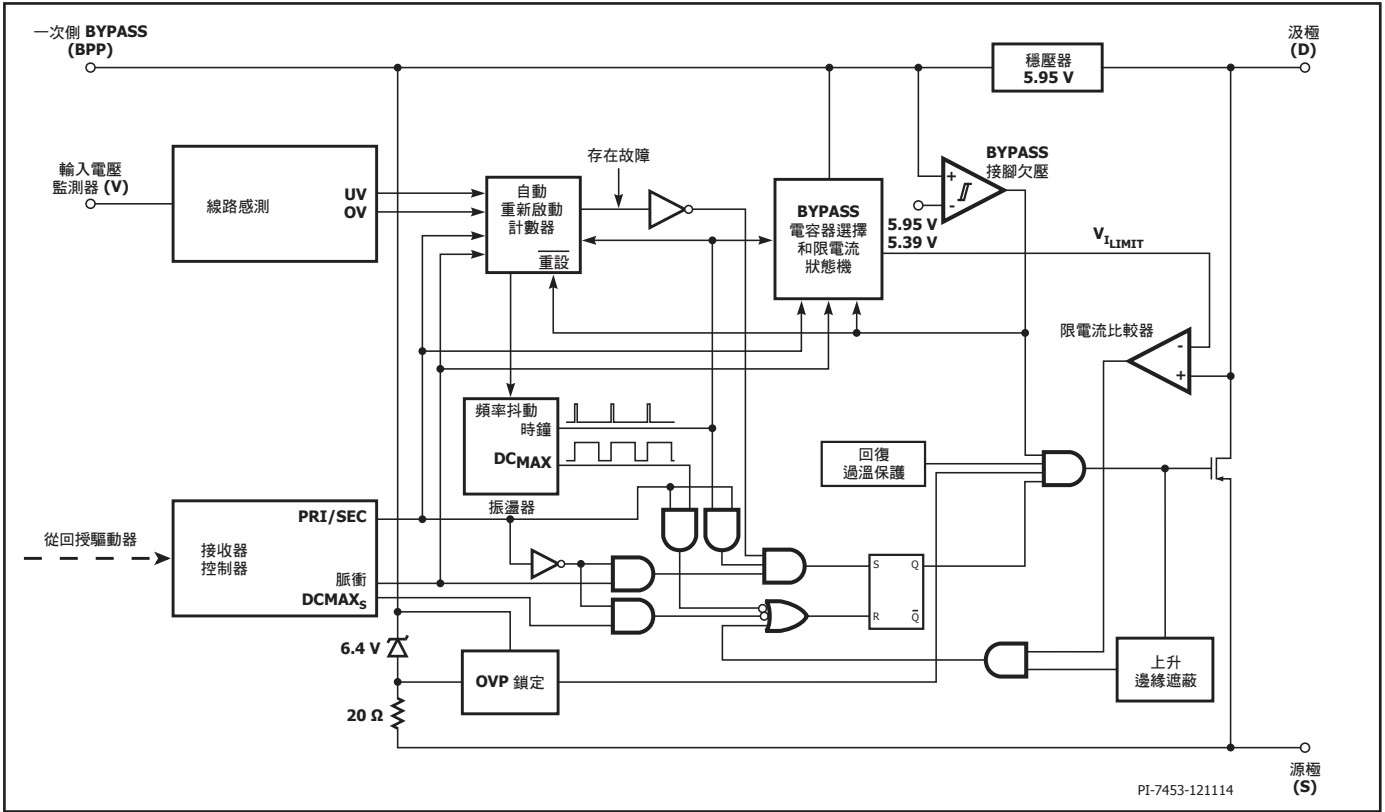 一次側 BYPASS
(BPP)
汲極
(D)
穩壓器
5.95 V
輸入電壓
監測器 (V)
線路感測
UV
OV
存在故障
自動
重新啟動
計數器
重設
BYPASS
電容器選擇
和限電流
狀態機
BYPASS
接腳欠壓
+
-
5.95 V
5.39 V
VILIMIT
限電流比較器
-
+
頻率抖動
時鐘
DCMAX
振盪器
回復
過溫保護
從回授驅動器
接收器
控制器
PRI/SEC
脈衝
DCMAXS
S Q
R Q
6.4 V
OVP 鎖定
20 Ω
上升
邊緣遮蔽
源極
(S)
PI-7453-121114